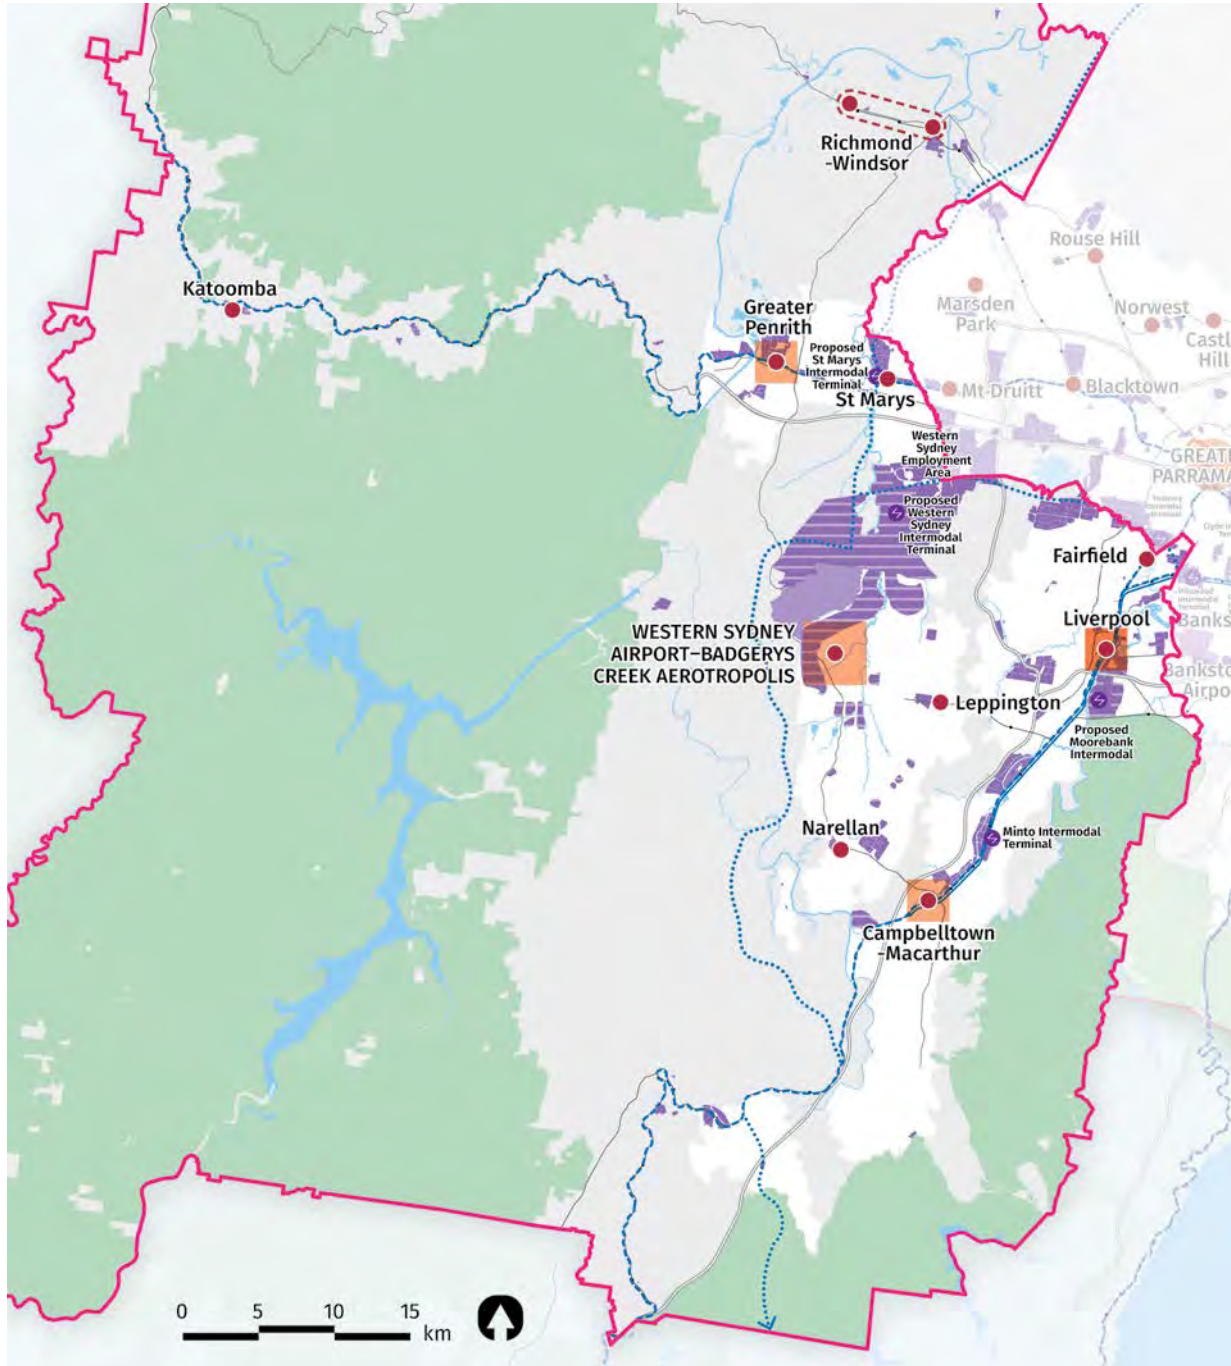 Richmond
-Windsor
Rouse Hill
Katoomba
Marsden
Park
Norwest
Castl
Hill
Greater
Penrith
Proposed
St Marys
Intermodal
Terminal
St Marys
Mt Druitt
Blacktown
Western
Sydney
Employment
Area
GREATE
PARRAMA
Proposed
Western
Sydney
Intermodal
Terminal
Fairfield
Liverpool
Banks
WESTERN SYDNEY
AIRPORT–BADGERYS
CREEK AEROTROPOLIS
Banksto
Airpo
Leppington
Proposed
Moorebank
Intermodal
Narellan
Minto Intermodal
Terminal
Campbelltown
-Macarthur
0 5 10 15
km